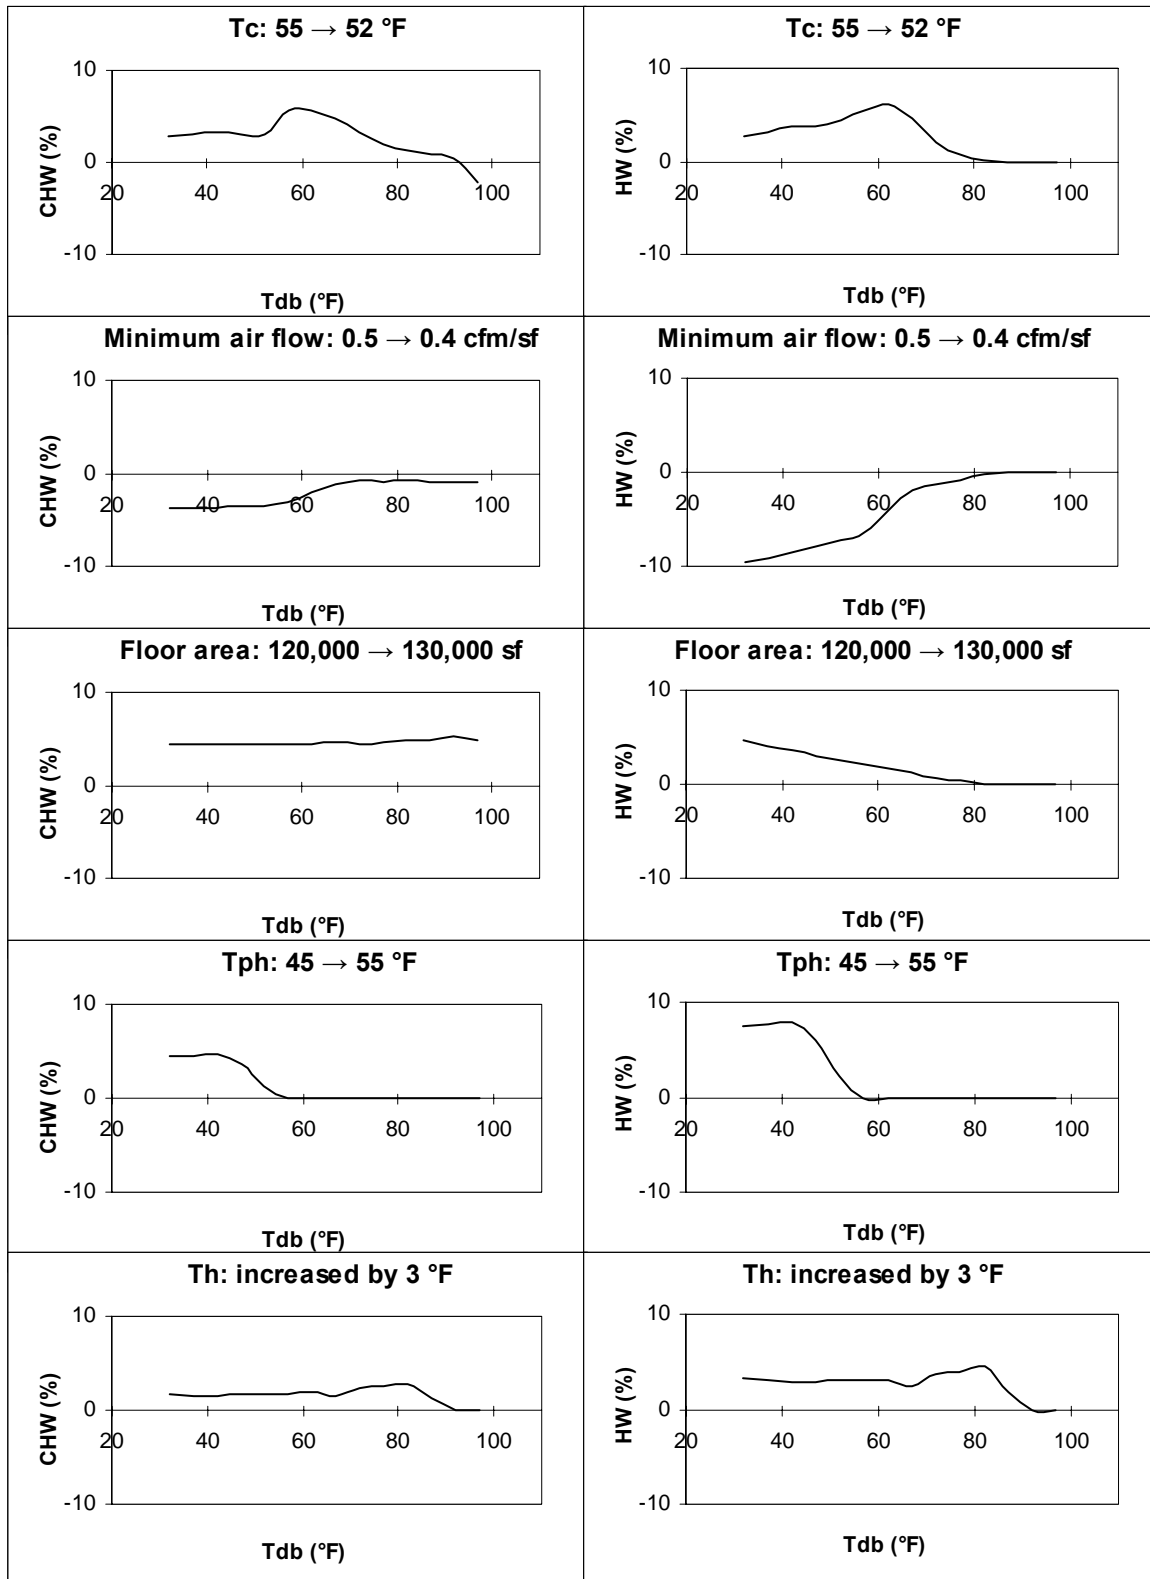 Tc: 55 → 52 °F
CHW (%)
10
0
-10
20 40 60 80 100
Tdb (°F)
Tc: 55 → 52 °F
HW (%)
10
0
-10
20 40 60 80 100
Tdb (°F)
Minimum air flow: 0.5 → 0.4 cfm/sf
CHW (%)
10
0
-10
20 40 60 80 100
Tdb (°F)
Minimum air flow: 0.5 → 0.4 cfm/sf
HW (%)
10
0
-10
20 40 60 80 100
Tdb (°F)
Floor area: 120,000 → 130,000 sf
CHW (%)
10
0
-10
20 40 60 80 100
Tdb (°F)
Floor area: 120,000 → 130,000 sf
HW (%)
10
0
-10
20 40 60 80 100
Tdb (°F)
Tph: 45 → 55 °F
CHW (%)
10
0
-10
20 40 60 80 100
Tdb (°F)
Tph: 45 → 55 °F
HW (%)
10
0
-10
20 40 60 80 100
Tdb (°F)
Th: increased by 3 °F
CHW (%)
10
0
-10
20 40 60 80 100
Tdb (°F)
Th: increased by 3 °F
HW (%)
10
0
-10
20 40 60 80 100
Tdb (°F)